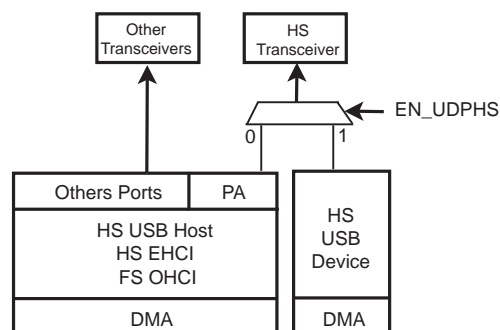 Other
Transceivers
HS
Transceiver
EN_UDPHS
0
1
Others Ports
PA
HS USB Host
HS EHCI
FS OHCI
DMA
HS
USB
Device
DMA